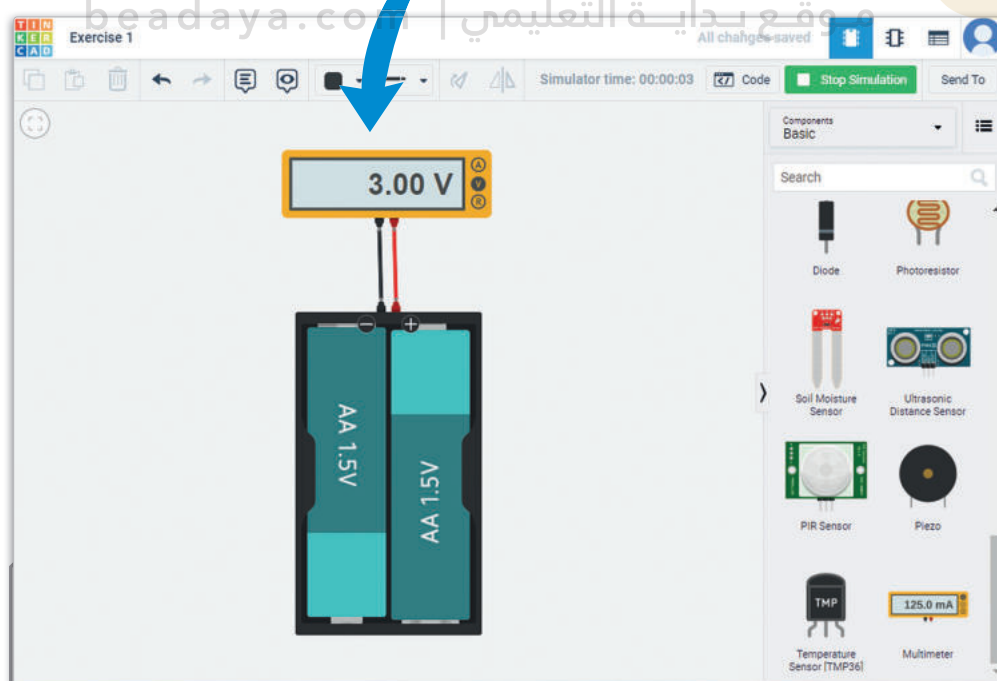 beadaya.com | موقع بداية التعليمي
TIN
KER
CAD
Exercise 1
All changes saved
Simulator time: 00:00:03
Code
Stop Simulation
Send To
Components
Basic
Search
3.00 V
A
V
R
Diode
Photoresistor
Soil Moisture
Sensor
Ultrasonic
Distance Sensor
AA 1.5V
AA 1.5V
PIR Sensor
Piezo
TMP
125.0 mA
Temperature
Sensor [TMP36]
Multimeter